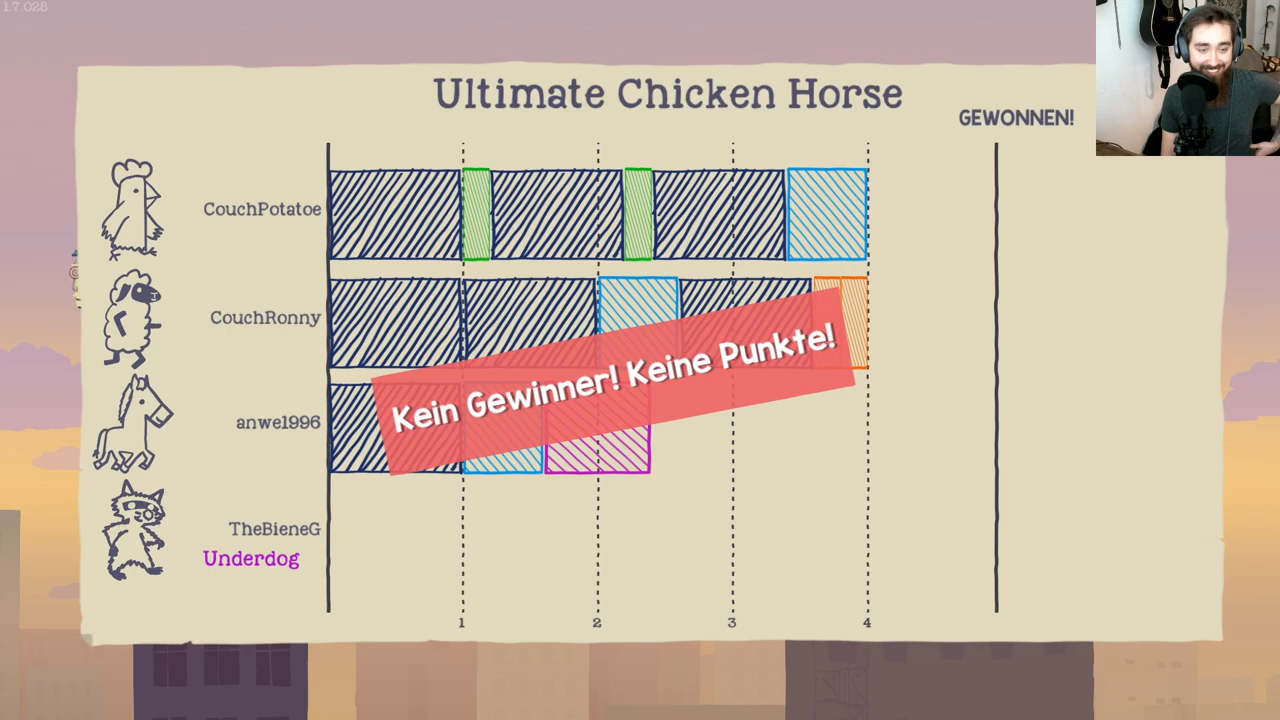 1.7.028
Ultimate Chicken Horse
GEWONNEN!
CouchPotatoe
CouchRonny
Kein Gewinner! Keine Punkte!
anwe1996
TheBieneG
Underdog
1 2 3 4